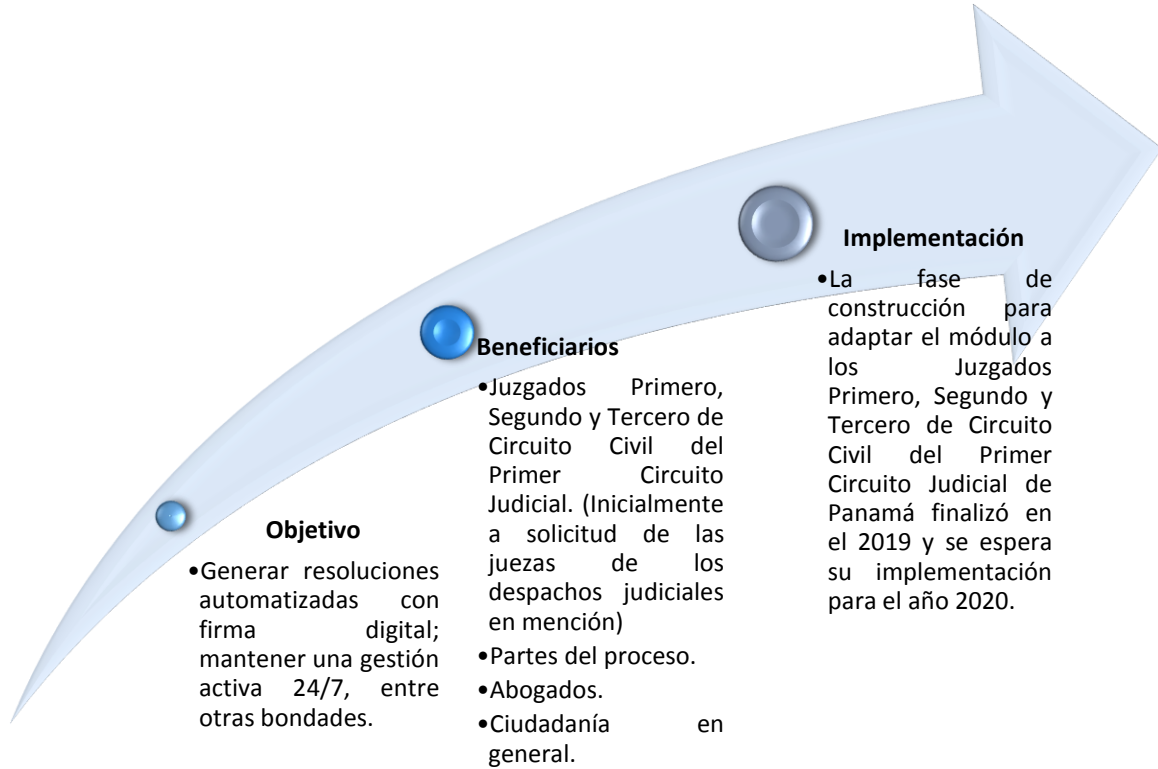 Objetivo
•Generar resoluciones
automatizadas con
firma digital;
mantener una gestión
activa 24/7, entre
otras bondades.
Beneficiarios
•Juzgados Primero,
Segundo y Tercero de
Circuito Civil del
Primer Circuito
Judicial. (Inicialmente
a solicitud de las
juezas de los
despachos judiciales
en mención)
•Partes del proceso.
•Abogados.
•Ciudadanía en
general.
Implementación
•La fase de
construcción para
adaptar el módulo a
los Juzgados
Primero, Segundo y
Tercero de Circuito
Civil del Primer
Circuito Judicial de
Panamá finalizó en
el 2019 y se espera
su implementación
para el año 2020.